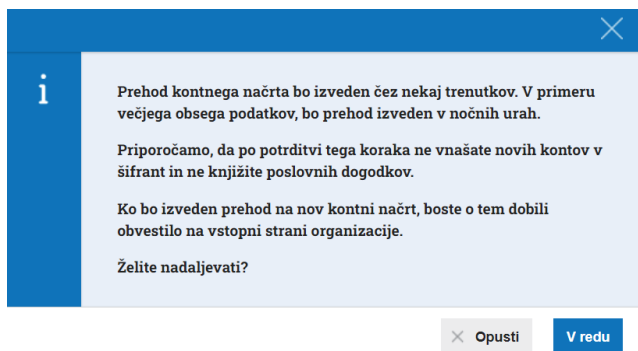 i
Prehod kontnega načrta bo izveden čez nekaj trenutkov. V primeru
večjega obsega podatkov, bo prehod izveden v nočnih urah.
Priporočamo, da po potrditvi tega koraka ne vnašate novih kontov v
šifrant in ne knjižite poslovnih dogodkov.
Ko bo izveden prehod na nov kontni načrt, boste o tem dobili
obvestilo na vstopni strani organizacije.
Želite nadaljevati?
Opusti V redu